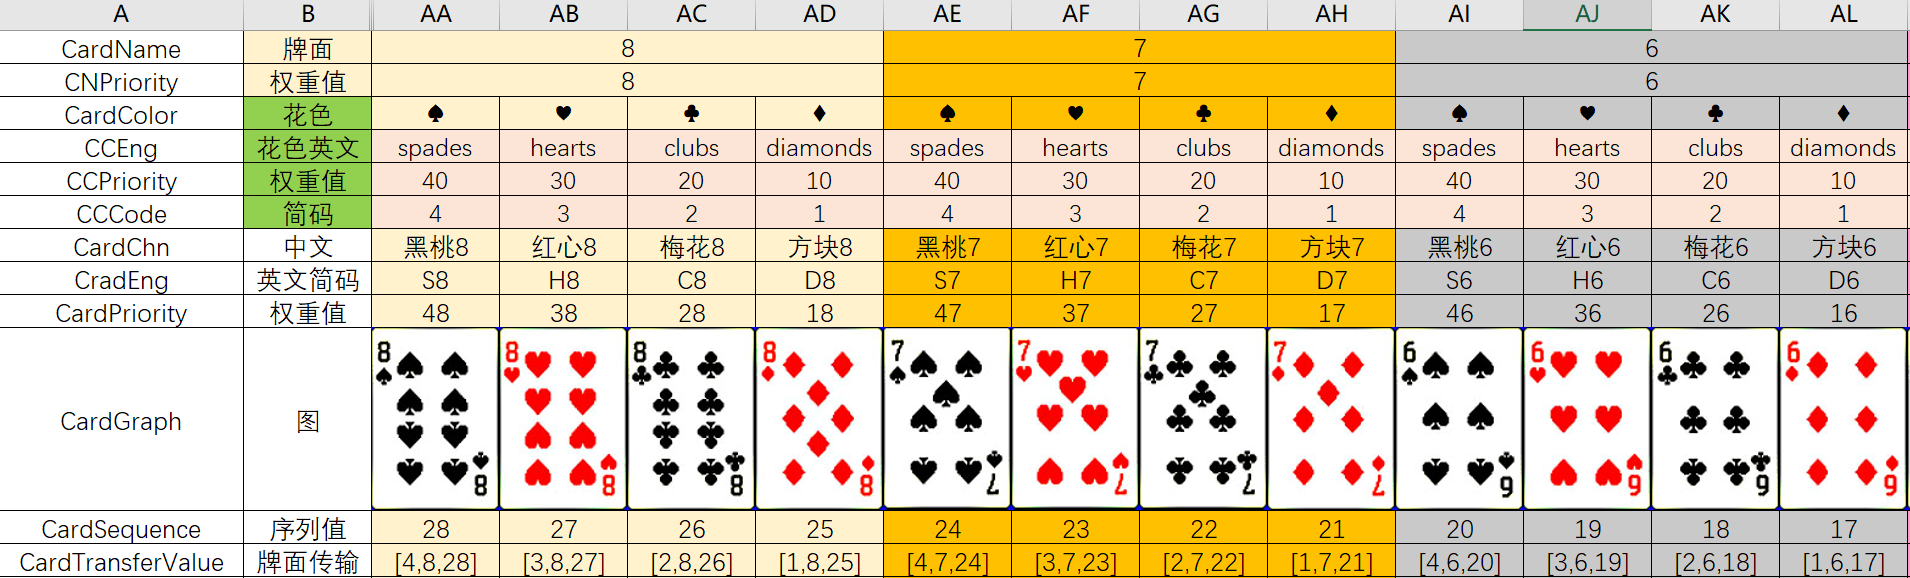 A B AA AB AC AD AE AF AG AH AI AJ AK AL
CardName 牌面 8 7 6
CNPriority 权重值 8 7 6
CardColor 花色 ♠ ♥ ♣ ♦ ♠ ♥ ♣ ♦ ♠ ♥ ♣ ♦
CCEng 花色英文 spades hearts clubs diamonds spades hearts clubs diamonds spades hearts clubs diamonds
CCPriority 权重值 40 30 20 10 40 30 20 10 40 30 20 10
CCCode 简码 4 3 2 1 4 3 2 1 4 3 2 1
CardChn 中文 黑桃8 红心8 梅花8 方块8 黑桃7 红心7 梅花7 方块7 黑桃6 红心6 梅花6 方块6
CradEng 英文简码 S8 H8 C8 D8 S7 H7 C7 D7 S6 H6 C6 D6
CardPriority 权重值 48 38 28 18 47 37 27 17 46 36 26 16
8 8 8 8 7 7 7 7 6 6 6 6
CardGraph 图
8 8 8 8 7 7 7 7 6 6 6 6
CardSequence 序列值 28 27 26 25 24 23 22 21 20 19 18 17
CardTransferValue 牌面传输 [4,8,28] [3,8,27] [2,8,26] [1,8,25] [4,7,24] [3,7,23] [2,7,22] [1,7,21] [4,6,20] [3,6,19] [2,6,18] [1,6,17]